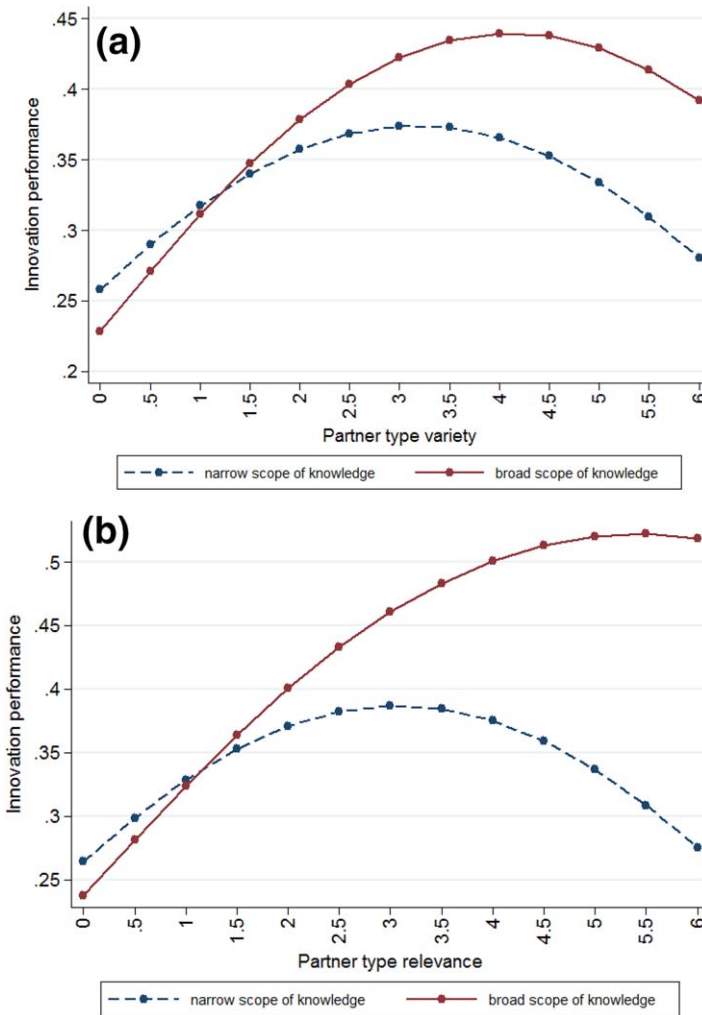 (a)
.45
.4
.35
.3
.25
.2
Innovation performance
0 .5 1 1.5 2 2.5 3 3.5 4 4.5 5 5.5 6
Partner type variety
narrow scope of knowledge broad scope of knowledge
(b)
.5
.45
.4
.35
.3
.25
Innovation performance
0 .5 1 1.5 2 2.5 3 3.5 4 4.5 5 5.5 6
Partner type relevance
narrow scope of knowledge broad scope of knowledge